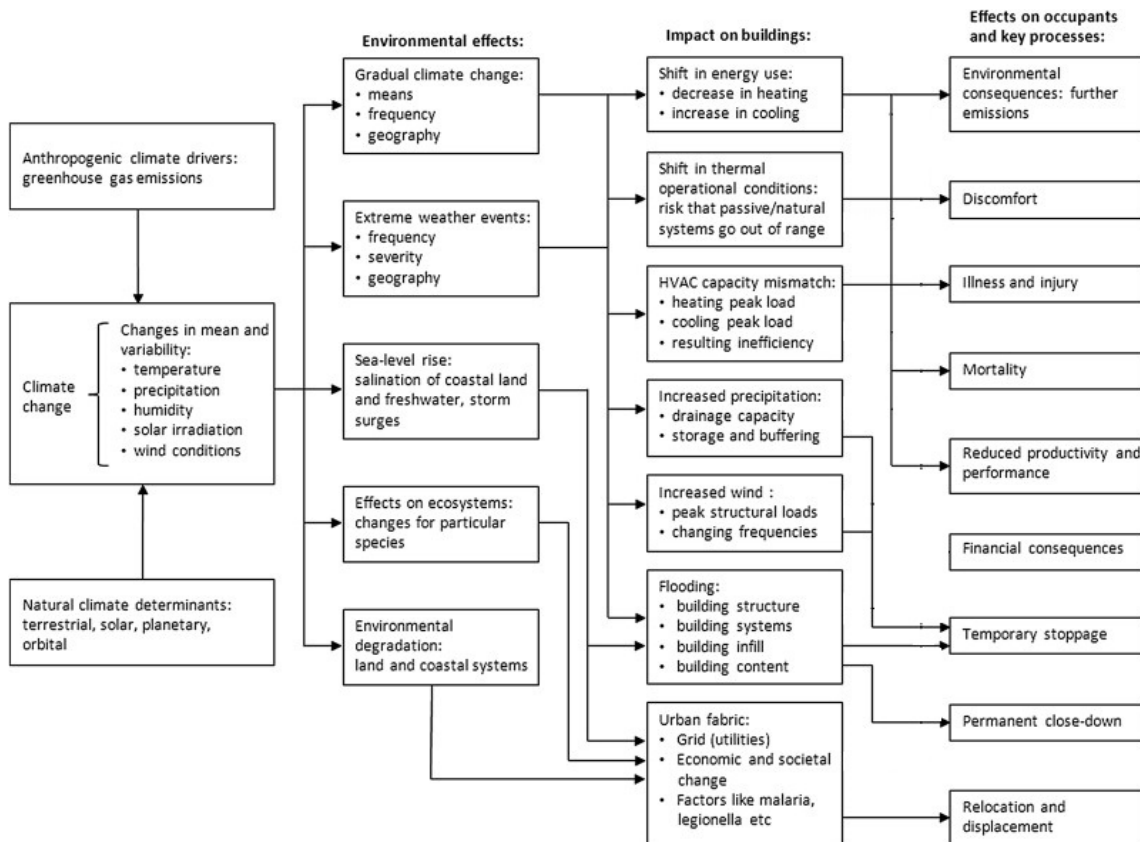 Anthropogenic climate drivers:
greenhouse gas emissions
Climate
change
Changes in mean and
variability:
• temperature
• precipitation
• humidity
• solar irradiation
• wind conditions
Natural climate determinants:
terrestrial, solar, planetary,
orbital
Environmental effects:
Gradual climate change:
• means
• frequency
• geography
Extreme weather events:
• frequency
• severity
• geography
Sea-level rise:
salination of coastal land
and freshwater, storm
surges
Effects on ecosystems:
changes for particular
species
Environmental
degradation:
land and coastal systems
Impact on buildings:
Shift in energy use:
• decrease in heating
• increase in cooling
Shift in thermal
operational conditions:
risk that passive/natural
systems go out of range
HVAC capacity mismatch:
• heating peak load
• cooling peak load
• resulting inefficiency
Increased precipitation:
• drainage capacity
• storage and buffering
Increased wind :
• peak structural loads
• changing frequencies
Flooding:
• building structure
• building systems
• building infill
• building content
Urban fabric:
• Grid (utilities)
• Economic and societal
change
• Factors like malaria,
legionella etc
Effects on occupants
and key processes:
Environmental
consequences: further
emissions
Discomfort
Illness and injury
Mortality
Reduced productivity and
performance
Financial consequences
Temporary stoppage
Permanent close-down
Relocation and
displacement